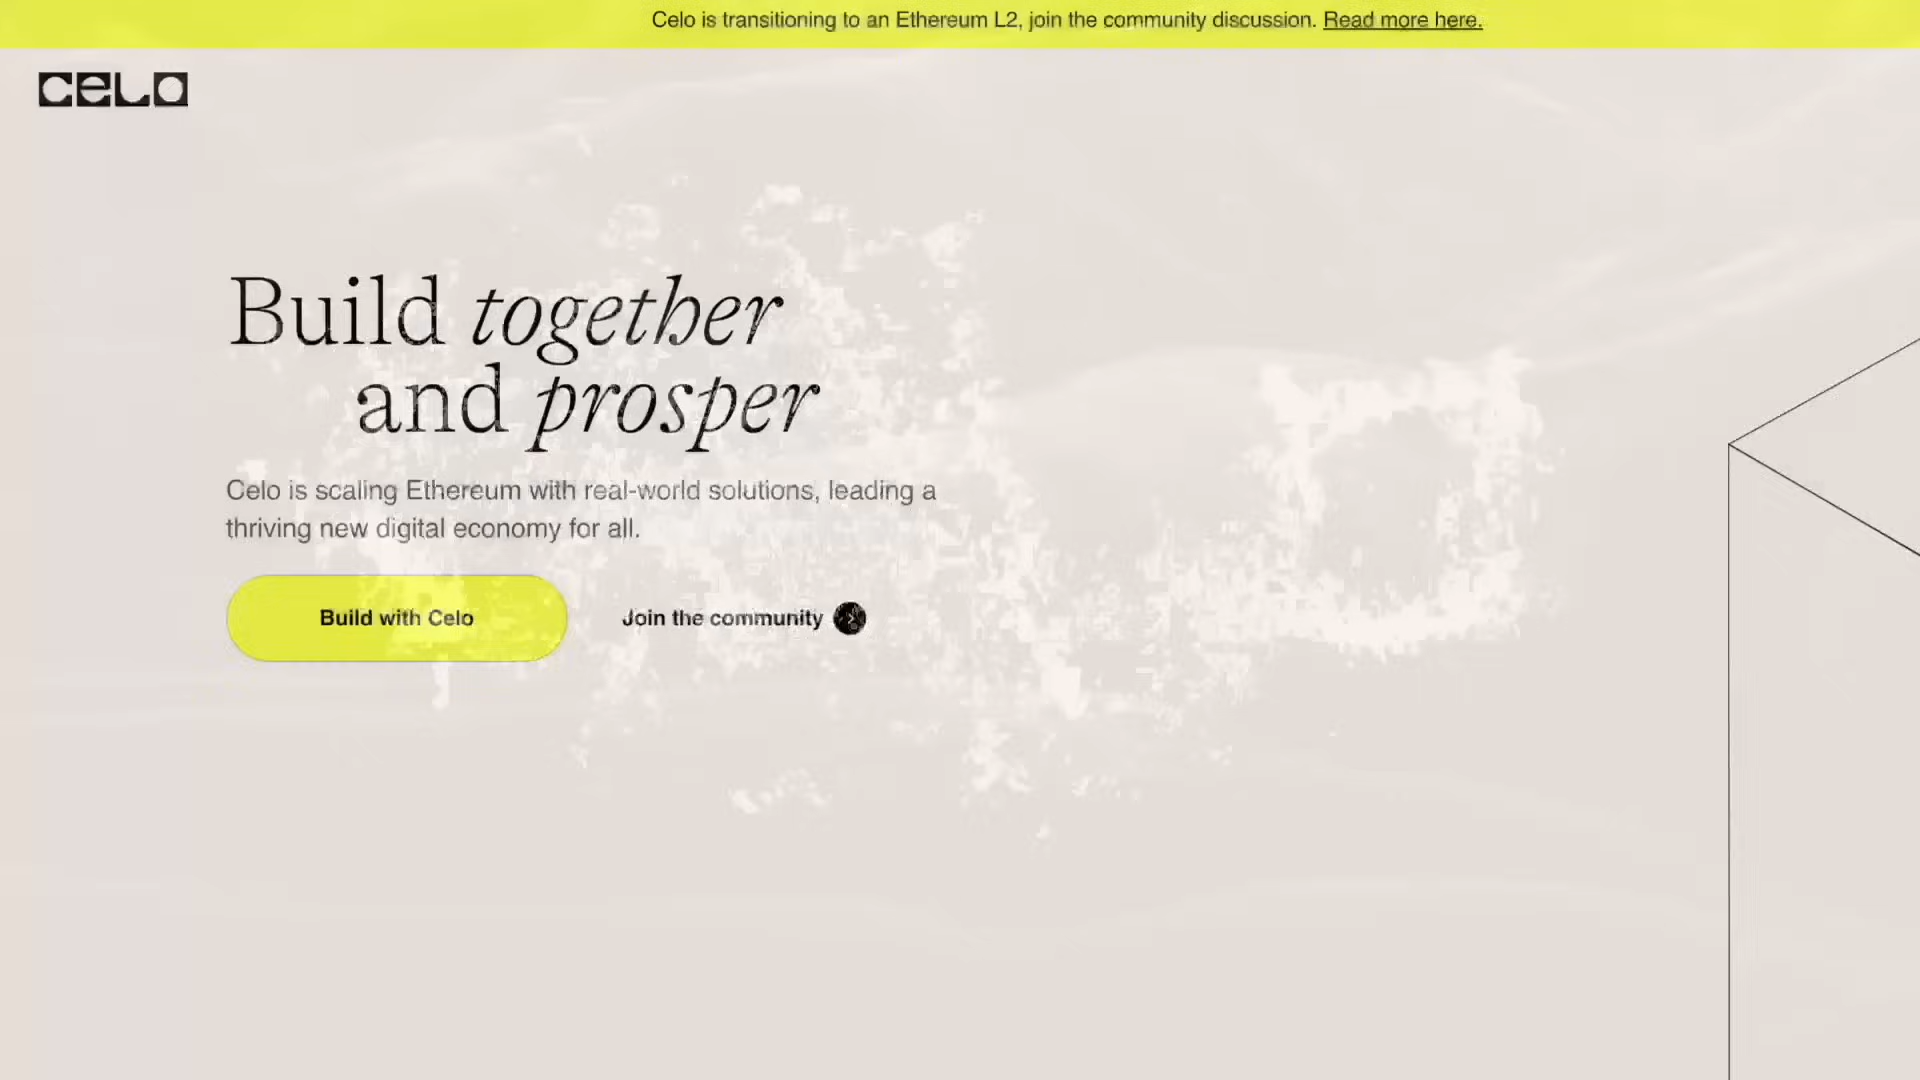 Celo is transitioning to an Ethereum L2, join the community discussion. Read more here.
CELO
Build together
and prosper
Celo is scaling Ethereum with real-world solutions, leading a
thriving new digital economy for all.
Build with Celo
Join the community